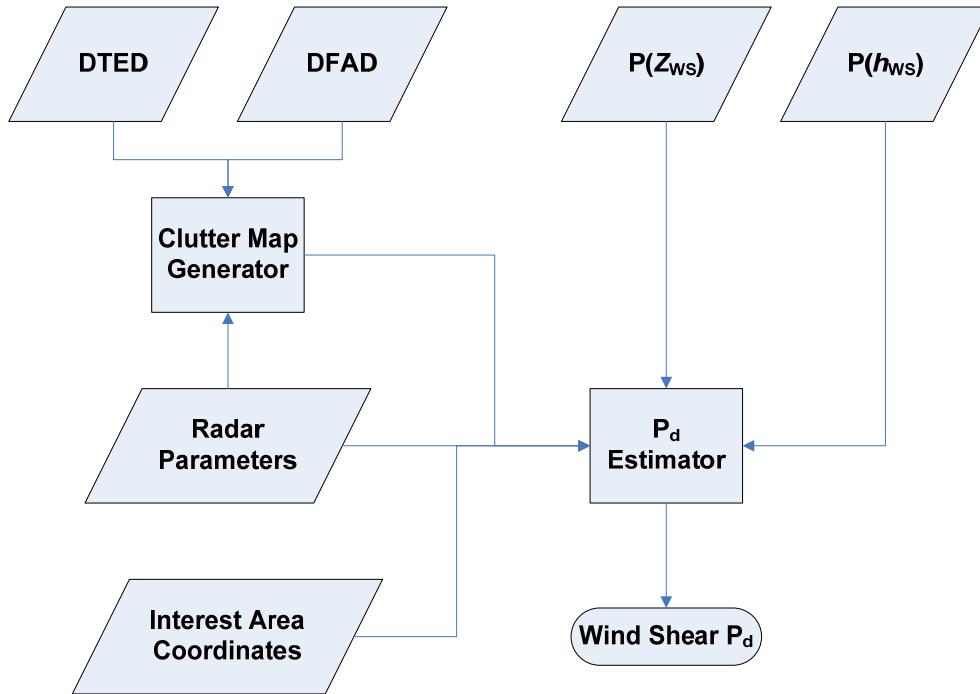 DTED
DFAD
P(Z_WS)
P(h_WS)
Clutter Map
Generator
Radar
Parameters
P_d
Estimator
Interest Area
Coordinates
Wind Shear P_d